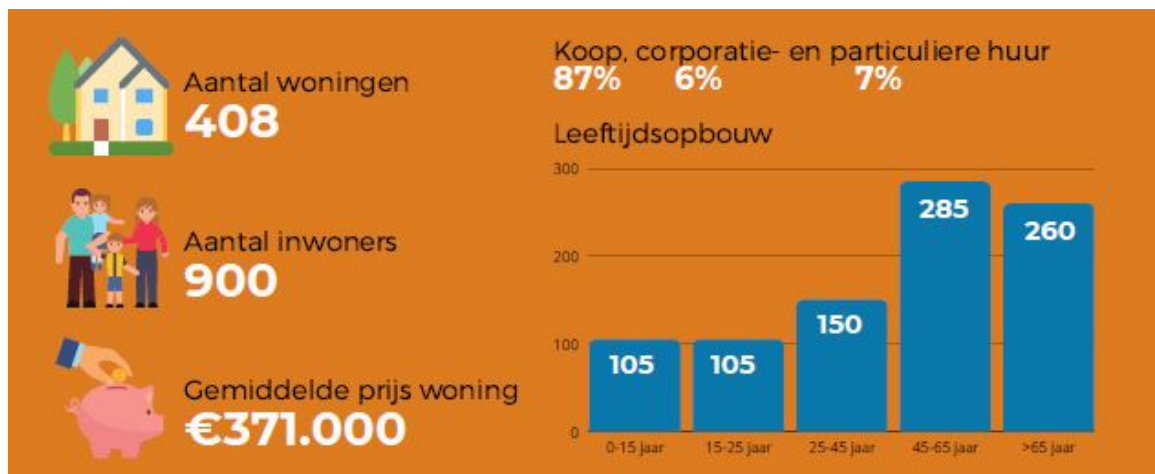 Aantal woningen
408
Aantal inwoners
900
Gemiddelde prijs woning
€371.000
Koop, corporatie- en particuliere huur
87% 6% 7%
Leeftijdsopbouw
300
200
100
0
105 105 150 285 260
0-15 jaar 15-25 jaar 25-45 jaar 45-65 jaar >65 jaar